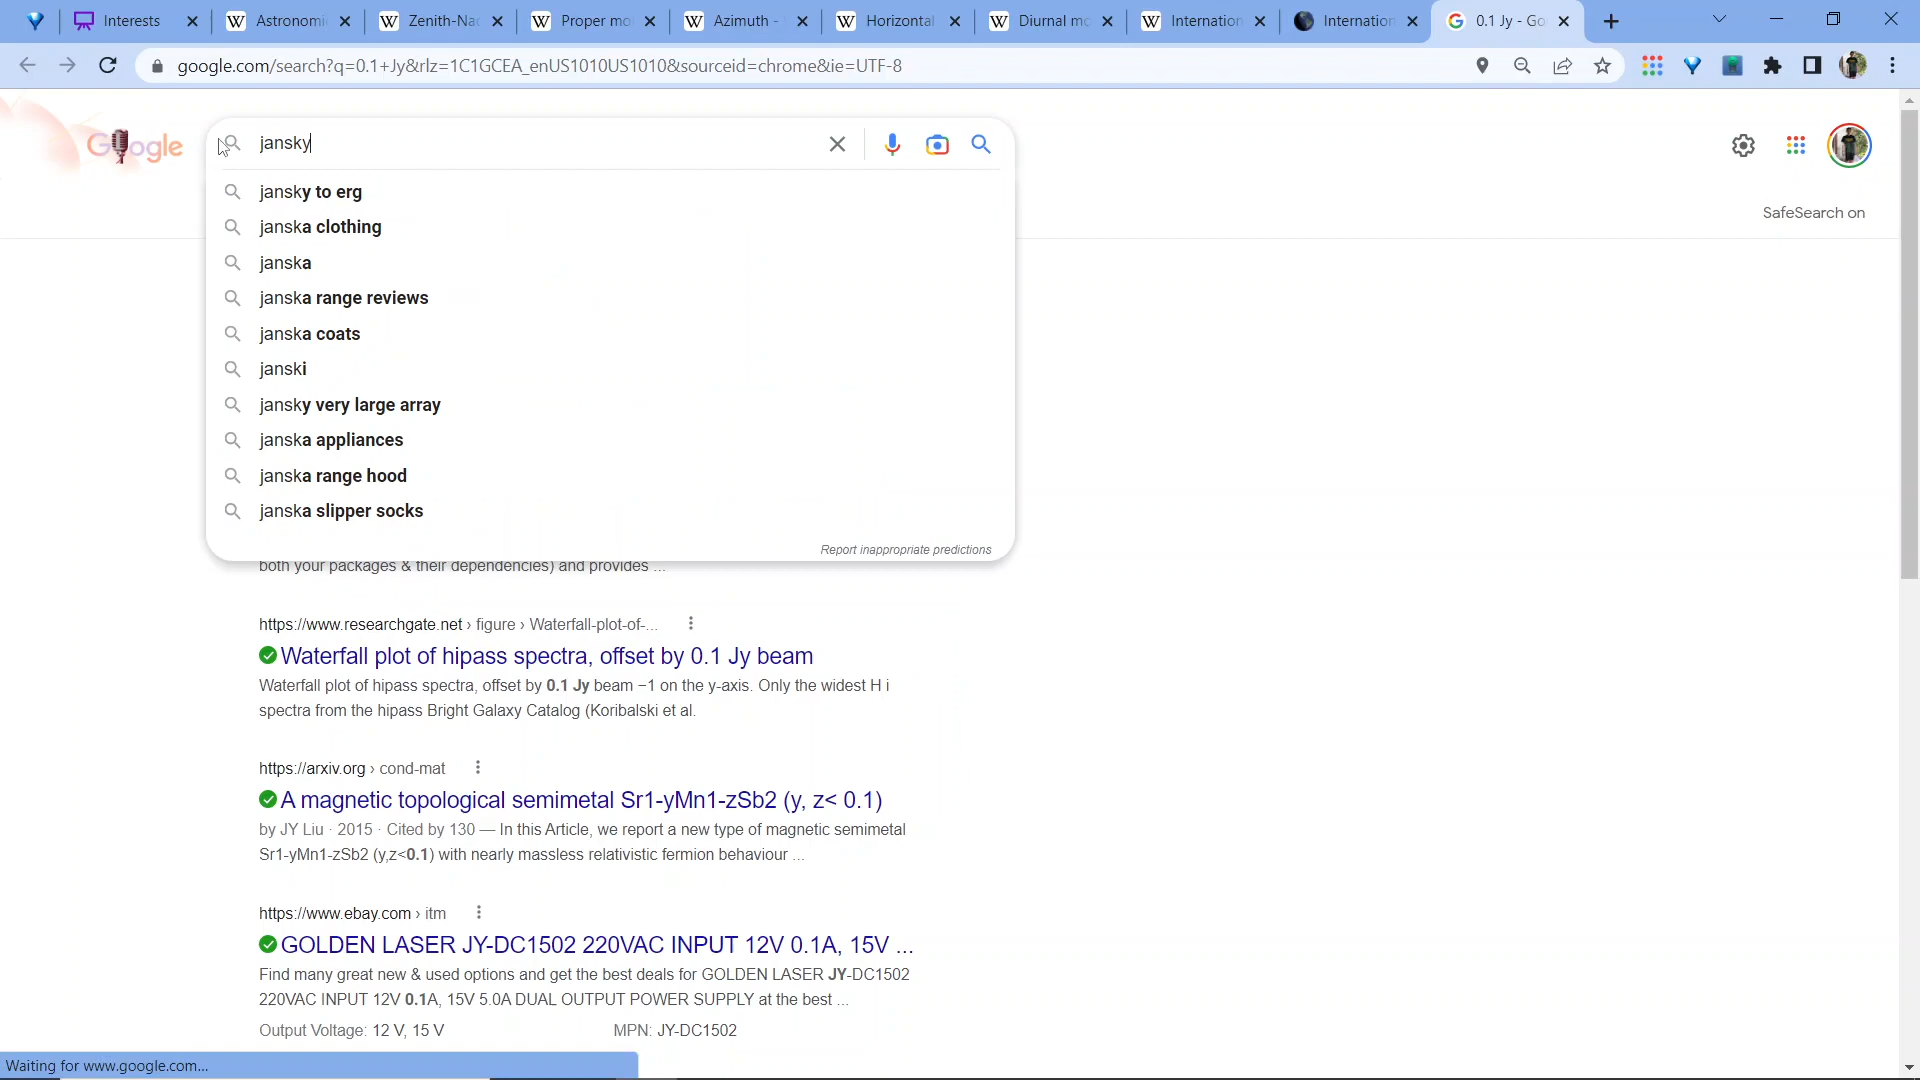 Interests
Astronomi
Zenith-Nac
Proper mo
Azimuth -
Horizontal
Diurnal mo
Internation
Internation
0.1 Jy - Go
google.com/search?q=0.1+Jy&rlz=1C1GCEA_enUS1010US1010&sourceid=chrome&ie=UTF-8
Google
jansky
jansky to erg
janska clothing
janska
janska range reviews
janska coats
janski
jansky very large array
janska appliances
janska range hood
janska slipper socks
Report inappropriate predictions
SafeSearch on
both your packages & their dependencies) and provides ...
https://www.researchgate.net › figure › Waterfall-plot-of-...
Waterfall plot of hipass spectra, offset by 0.1 Jy beam
Waterfall plot of hipass spectra, offset by 0.1 Jy beam −1 on the y-axis. Only the widest H i
spectra from the hipass Bright Galaxy Catalog (Koribalski et al.
https://arxiv.org › cond-mat
A magnetic topological semimetal Sr1-yMn1-zSb2 (y, z< 0.1)
by JY Liu · 2015 · Cited by 130 — In this Article, we report a new type of magnetic semimetal
Sr1-yMn1-zSb2 (y,z<0.1) with nearly massless relativistic fermion behaviour ...
https://www.ebay.com › itm
GOLDEN LASER JY-DC1502 220VAC INPUT 12V 0.1A, 15V ...
Find many great new & used options and get the best deals for GOLDEN LASER JY-DC1502
220VAC INPUT 12V 0.1A, 15V 5.0A DUAL OUTPUT POWER SUPPLY at the best ...
Output Voltage: 12 V, 15 V
MPN: JY-DC1502
Waiting for www.google.com...